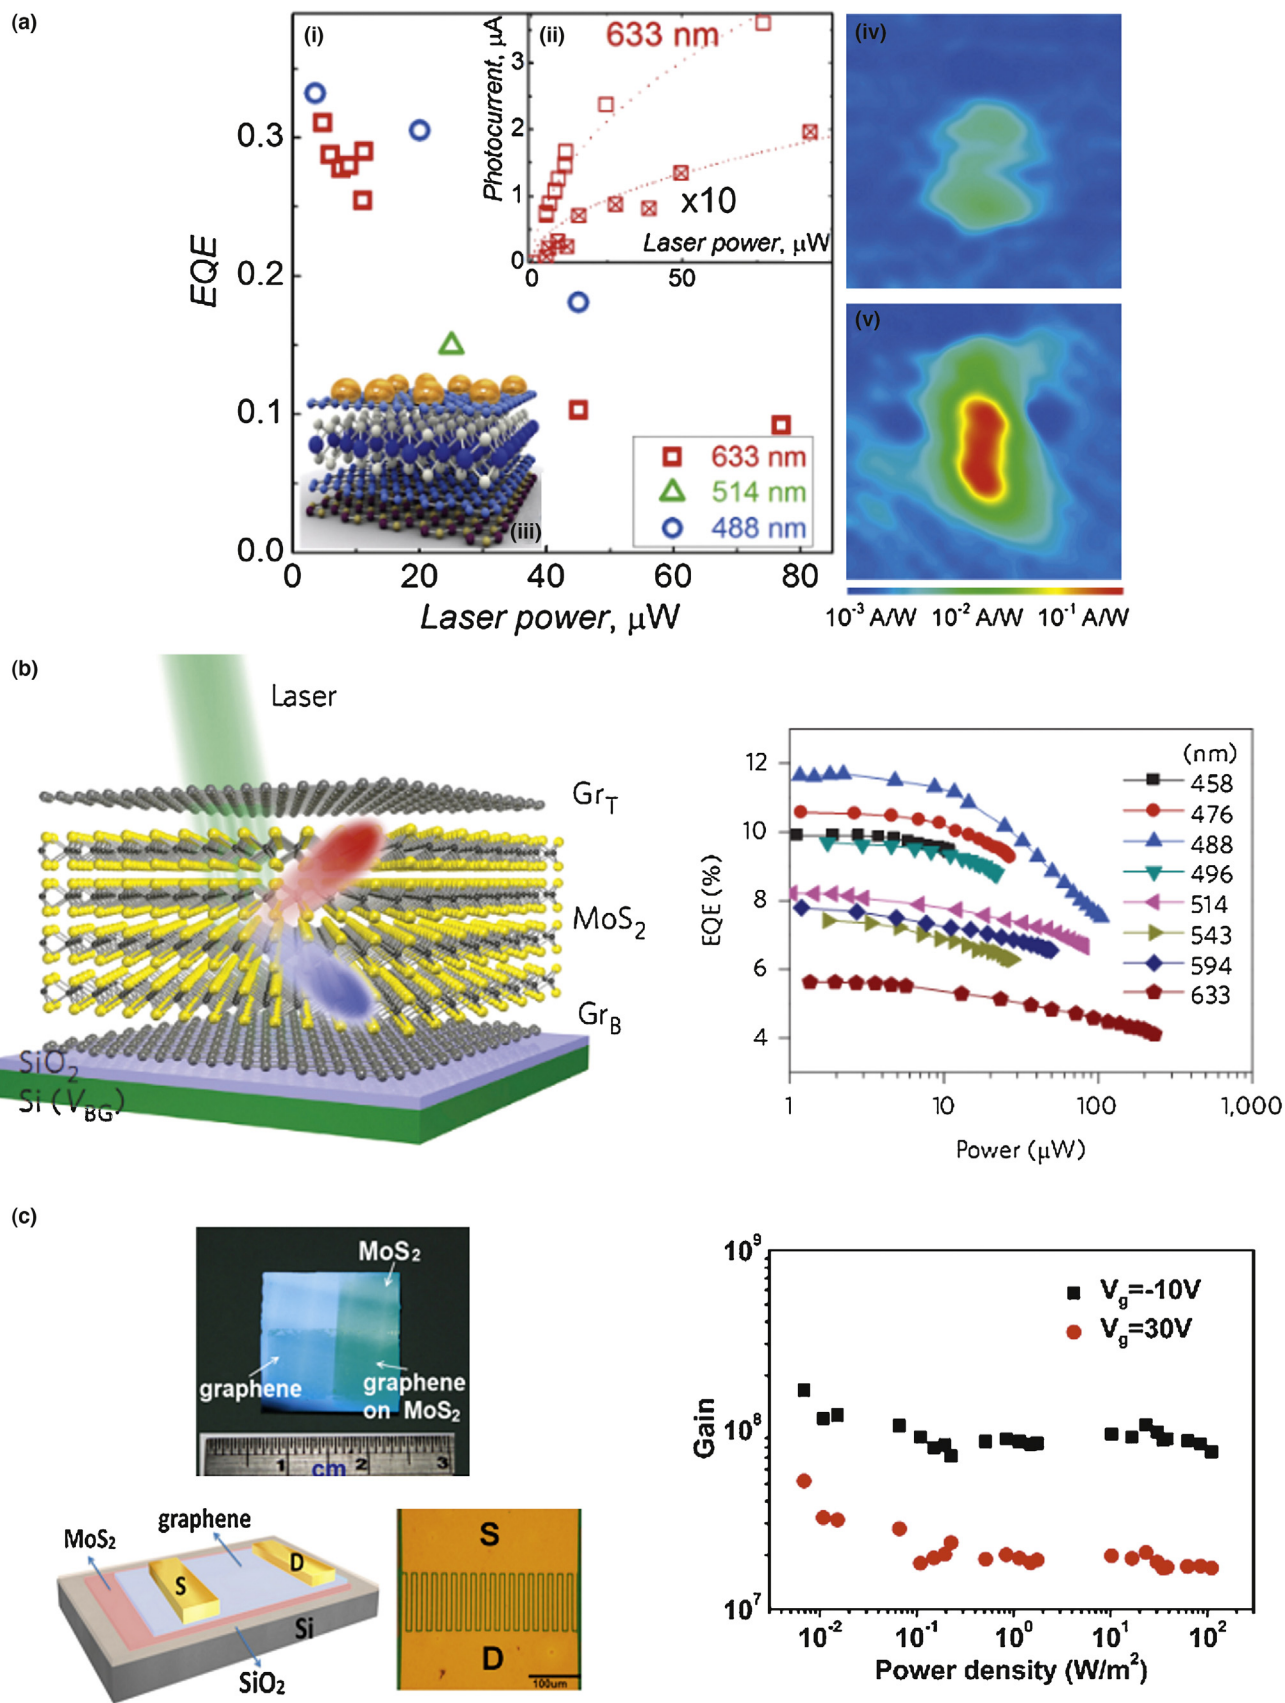 (a)
(i)
EQE
0.3
0.2
0.1
0.0
0
20
40
60
80
Laser power, μW
633 nm
514 nm
488 nm
(ii)
633 nm
Photocurrent, μA
3
2
1
0
x10
Laser power, μW
0
50
(iii)
(iv)
(v)
10⁻³ A/W 10⁻² A/W 10⁻¹ A/W
(b)
Laser
Gr_T
MoS₂
Gr_B
SiO₂
Si (V_BG)
EQE (%)
12
10
8
6
4
1
10
100
1,000
Power (μW)
(nm)
458
476
488
496
514
543
594
633
(c)
MoS₂
graphene
graphene
on MoS₂
1 cm 2 3
MoS₂
graphene
S
D
Si
SiO₂
S
D
100um
Gain
10⁹
10⁸
10⁷
V_g=-10V
V_g=30V
10⁻² 10⁻¹ 10⁰ 10¹ 10²
Power density (W/m²)